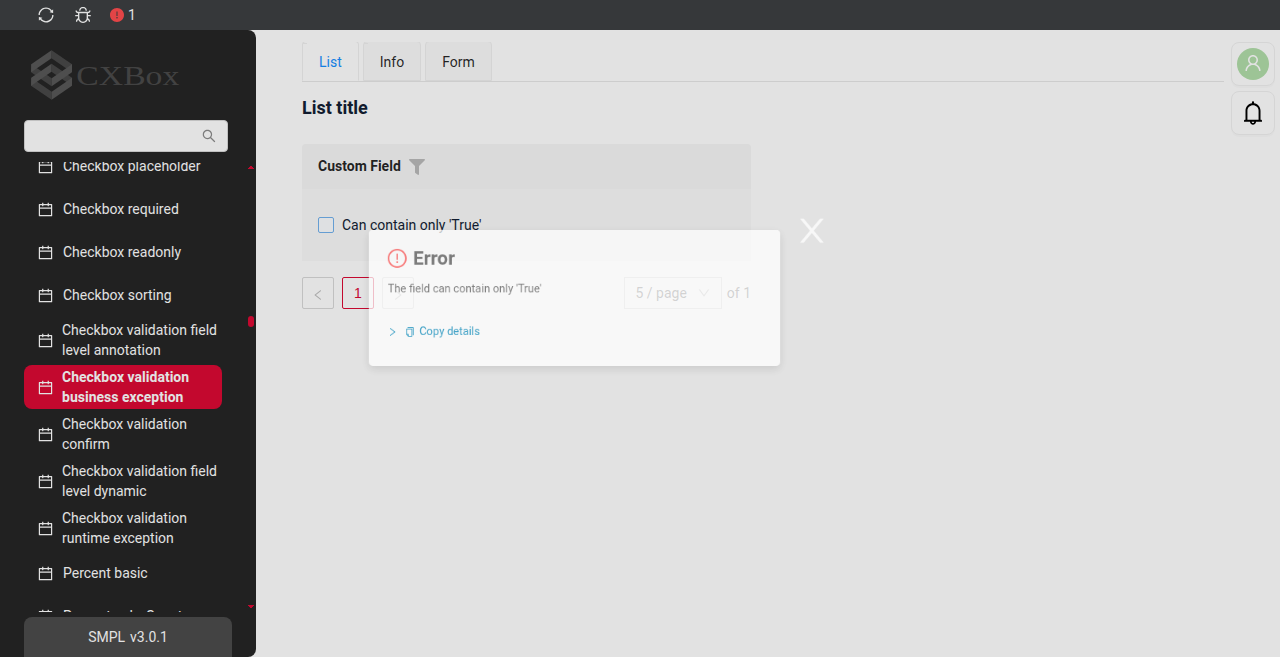 1
CXBox
List
Info
Form
List title
Checkbox placeholder
Checkbox required
Checkbox readonly
Checkbox sorting
Checkbox validation field
level annotation
Checkbox validation
business exception
Checkbox validation
confirm
Checkbox validation field
level dynamic
Checkbox validation
runtime exception
Percent basic
SMPL v3.0.1
Custom Field
Can contain only 'True'
Error
The field can contain only 'True'
Copy details
< 1 > 5 / page of 1